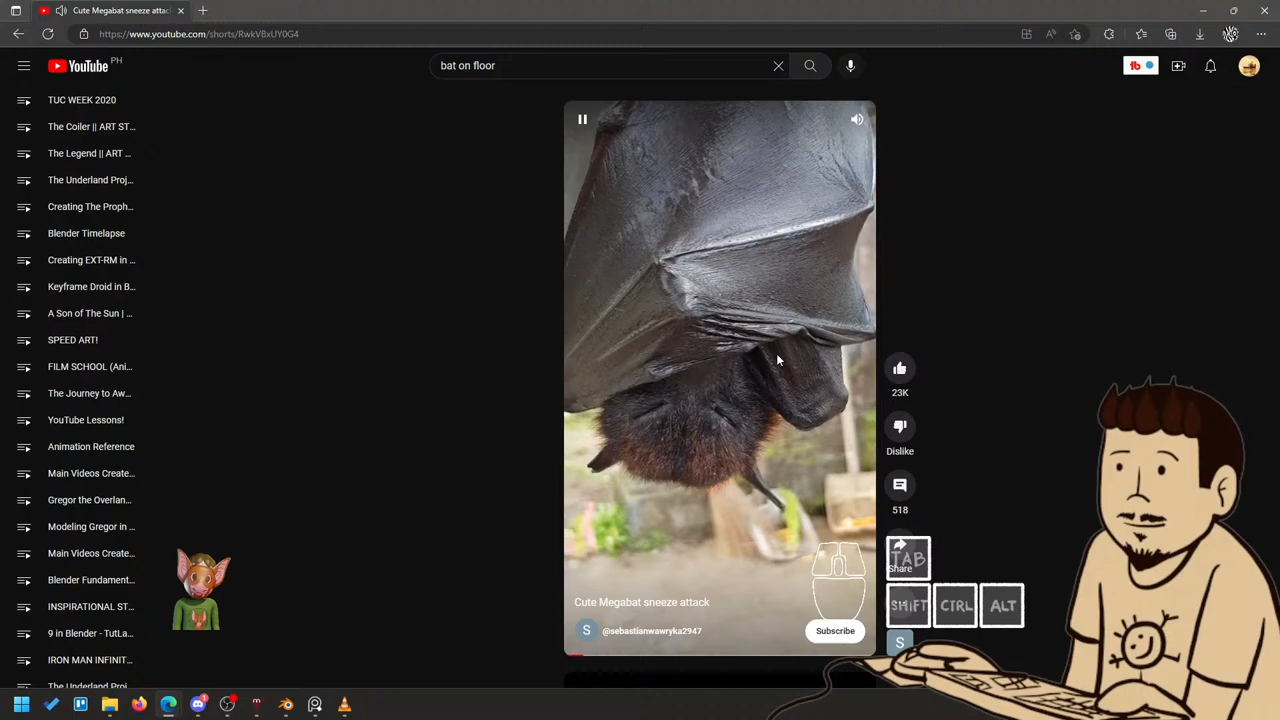 Cute Megabat sneeze attac
https://www.youtube.com/shorts/RwkVBxUY0G4
YouTube PH
bat on floor
TUC WEEK 2020
The Coiler || ART ST...
The Legend || ART ...
The Underland Proj...
Creating The Proph...
Blender Timelapse
Creating EXT-RM in ...
Keyframe Droid in B...
A Son of The Sun | ...
SPEED ART!
FILM SCHOOL (Ani...
The Journey to Aw...
YouTube Lessons!
Animation Reference
Main Videos Create...
Gregor the Overlan...
Modeling Gregor in ...
Main Videos Create...
Blender Fundament...
INSPIRATIONAL ST...
9 in Blender - TutLa...
IRON MAN INFINIT...
The Underland Proj
23K
Dislike
518
Share
TAB
SHIFT CTRL ALT
Cute Megabat sneeze attack
S @sebastianwawryka2947
Subscribe
S